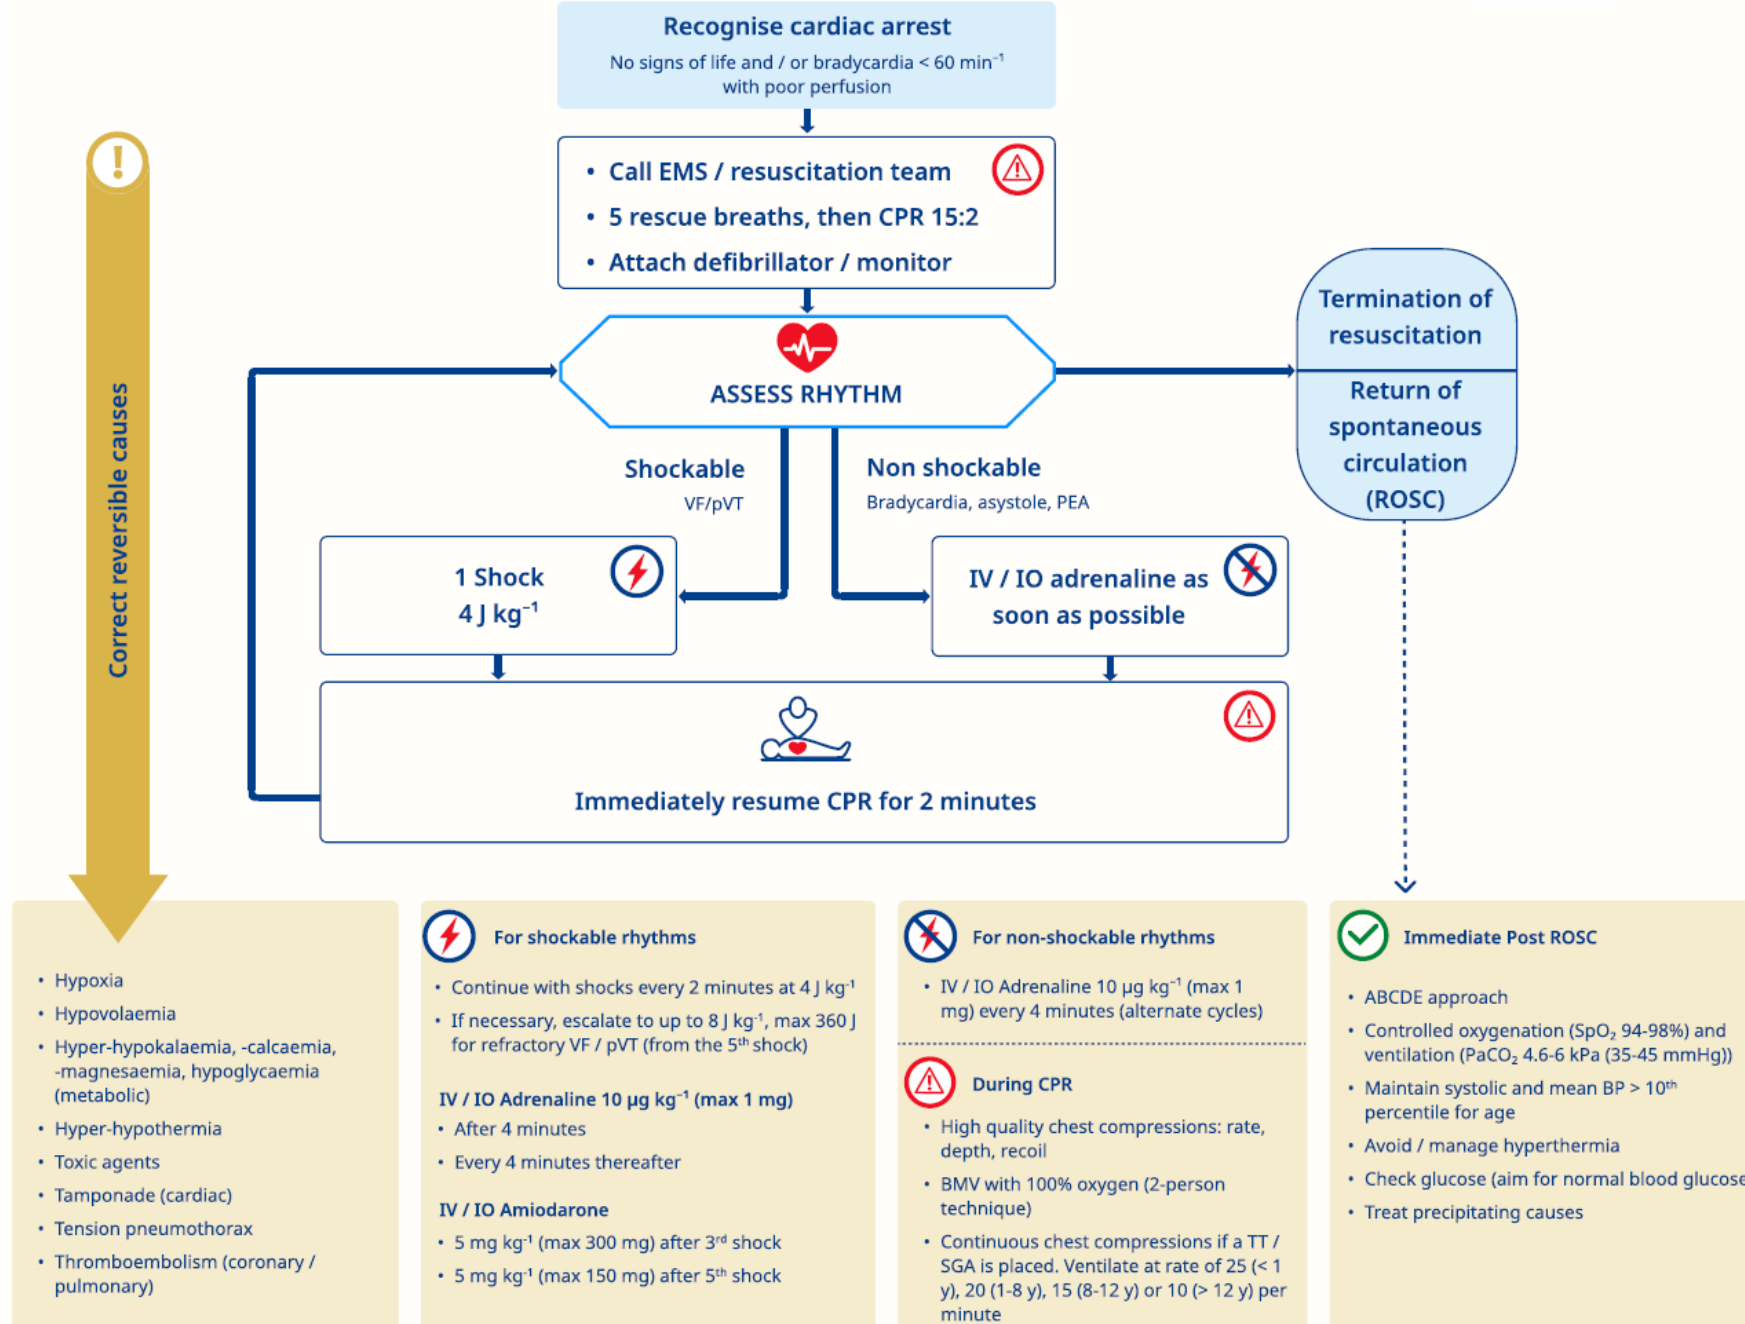 Recognise cardiac arrest
No signs of life and / or bradycardia < 60 min⁻¹
with poor perfusion
• Call EMS / resuscitation team
• 5 rescue breaths, then CPR 15:2
• Attach defibrillator / monitor
ASSESS RHYTHM
Termination of
resuscitation
Return of
spontaneous
circulation
(ROSC)
Shockable
VF/pVT
Non shockable
Bradycardia, asystole, PEA
1 Shock
4 J kg⁻¹
IV / IO adrenaline as
soon as possible
Immediately resume CPR for 2 minutes
Correct reversible causes
• Hypoxia
• Hypovolaemia
• Hyper-hypokalaemia, -calcaemia,
-magnesaemia, hypoglycaemia
(metabolic)
• Hyper-hypothermia
• Toxic agents
• Tamponade (cardiac)
• Tension pneumothorax
• Thromboembolism (coronary /
pulmonary)
For shockable rhythms
• Continue with shocks every 2 minutes at 4 J kg⁻¹
• If necessary, escalate to up to 8 J kg⁻¹, max 360 J
for refractory VF / pVT (from the 5ᵗʰ shock)
IV / IO Adrenaline 10 µg kg⁻¹ (max 1 mg)
• After 4 minutes
• Every 4 minutes thereafter
IV / IO Amiodarone
• 5 mg kg⁻¹ (max 300 mg) after 3ʳᵈ shock
• 5 mg kg⁻¹ (max 150 mg) after 5ᵗʰ shock
For non-shockable rhythms
• IV / IO Adrenaline 10 µg kg⁻¹ (max 1
mg) every 4 minutes (alternate cycles)
During CPR
• High quality chest compressions: rate,
depth, recoil
• BMV with 100% oxygen (2-person
technique)
• Continuous chest compressions if a TT /
SGA is placed. Ventilate at rate of 25 (< 1
y), 20 (1-8 y), 15 (8-12 y) or 10 (> 12 y) per
minute
Immediate Post ROSC
• ABCDE approach
• Controlled oxygenation (SpO₂ 94-98%) and
ventilation (PaCO₂ 4.6-6 kPa (35-45 mmHg))
• Maintain systolic and mean BP > 10ᵗʰ
percentile for age
• Avoid / manage hyperthermia
• Check glucose (aim for normal blood glucose
• Treat precipitating causes